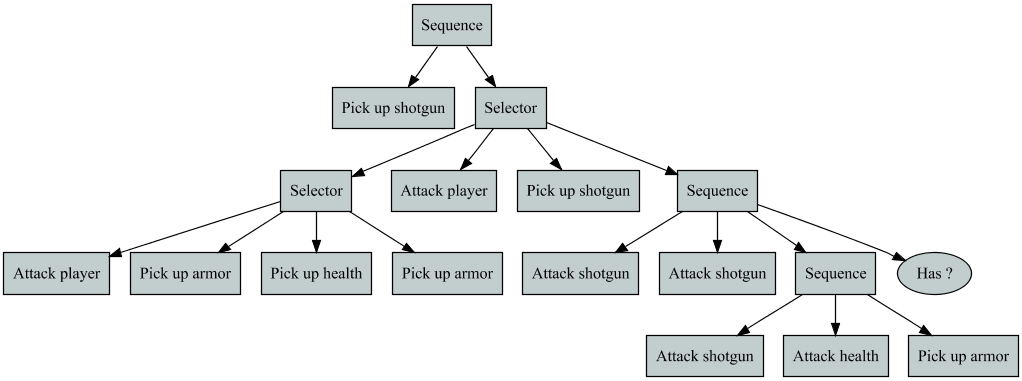 Sequence
Pick up shotgun
Selector
Selector
Attack player
Pick up shotgun
Sequence
Attack player
Pick up armor
Pick up health
Pick up armor
Attack shotgun
Attack shotgun
Sequence
Has ?
Attack shotgun
Attack health
Pick up armor